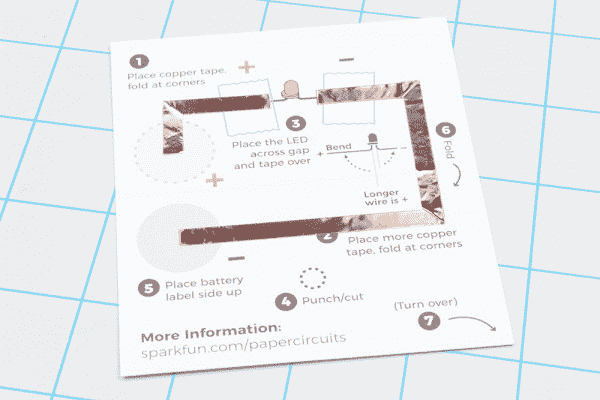 1
Place copper tape,
fold at corners
+
−
3
Place the LED
across gap
and tape over
+ Bend −
Longer
wire is +
6
Fold
+
2
Place more copper
tape, fold at corners
−
5
Place battery
label side up
4
Punch/cut
(Turn over)
7
More Information:
sparkfun.com/papercircuits